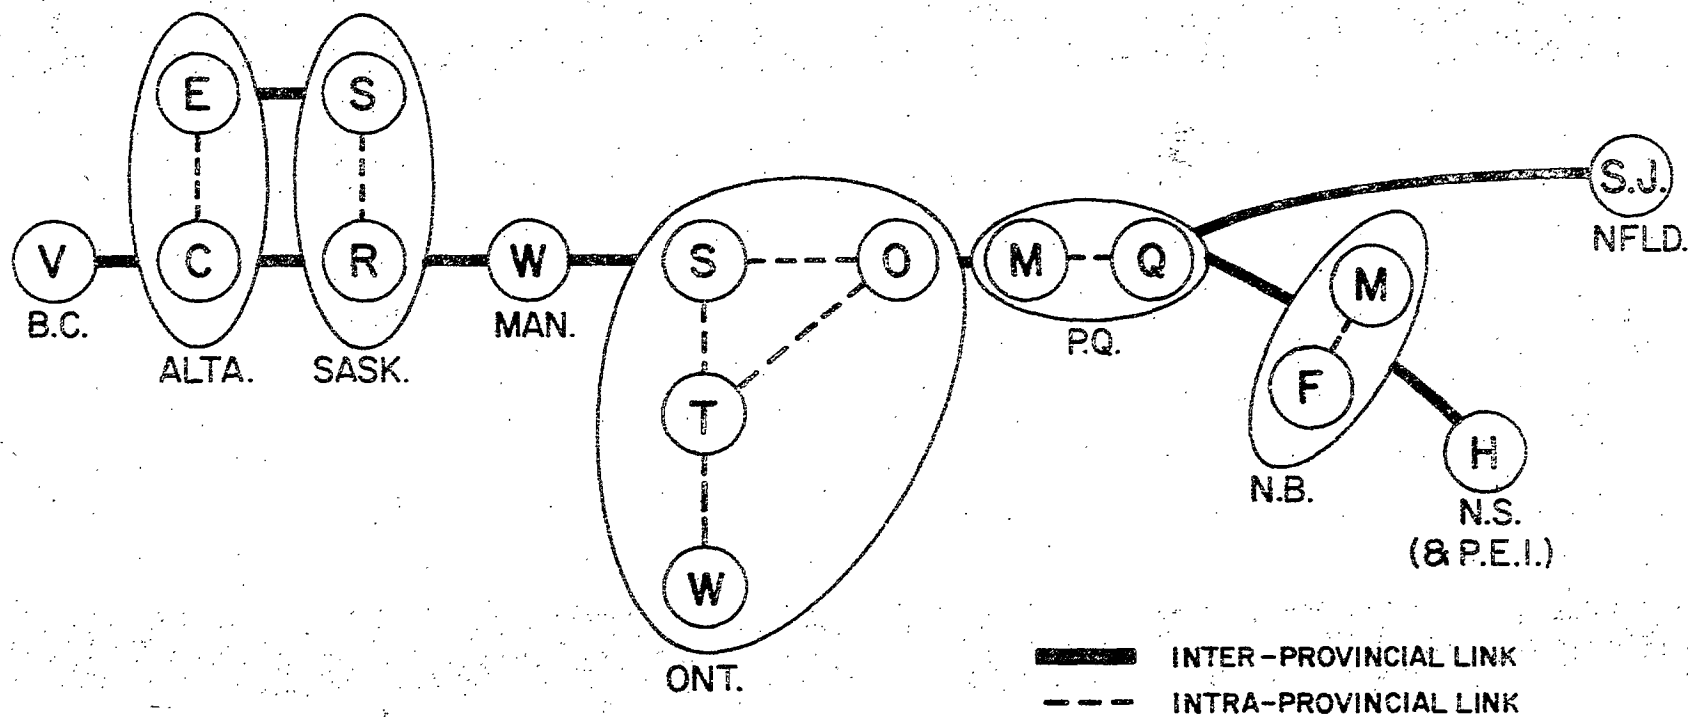 E
S
V
C
R
W
S
O
M
Q
S.J.
NFLD.
B.C.
ALTA.
SASK.
MAN.
P.Q.
M
T
F
H
N.B.
N.S.
(& P.E.I.)
W
ONT.
INTER-PROVINCIAL LINK
INTRA-PROVINCIAL LINK